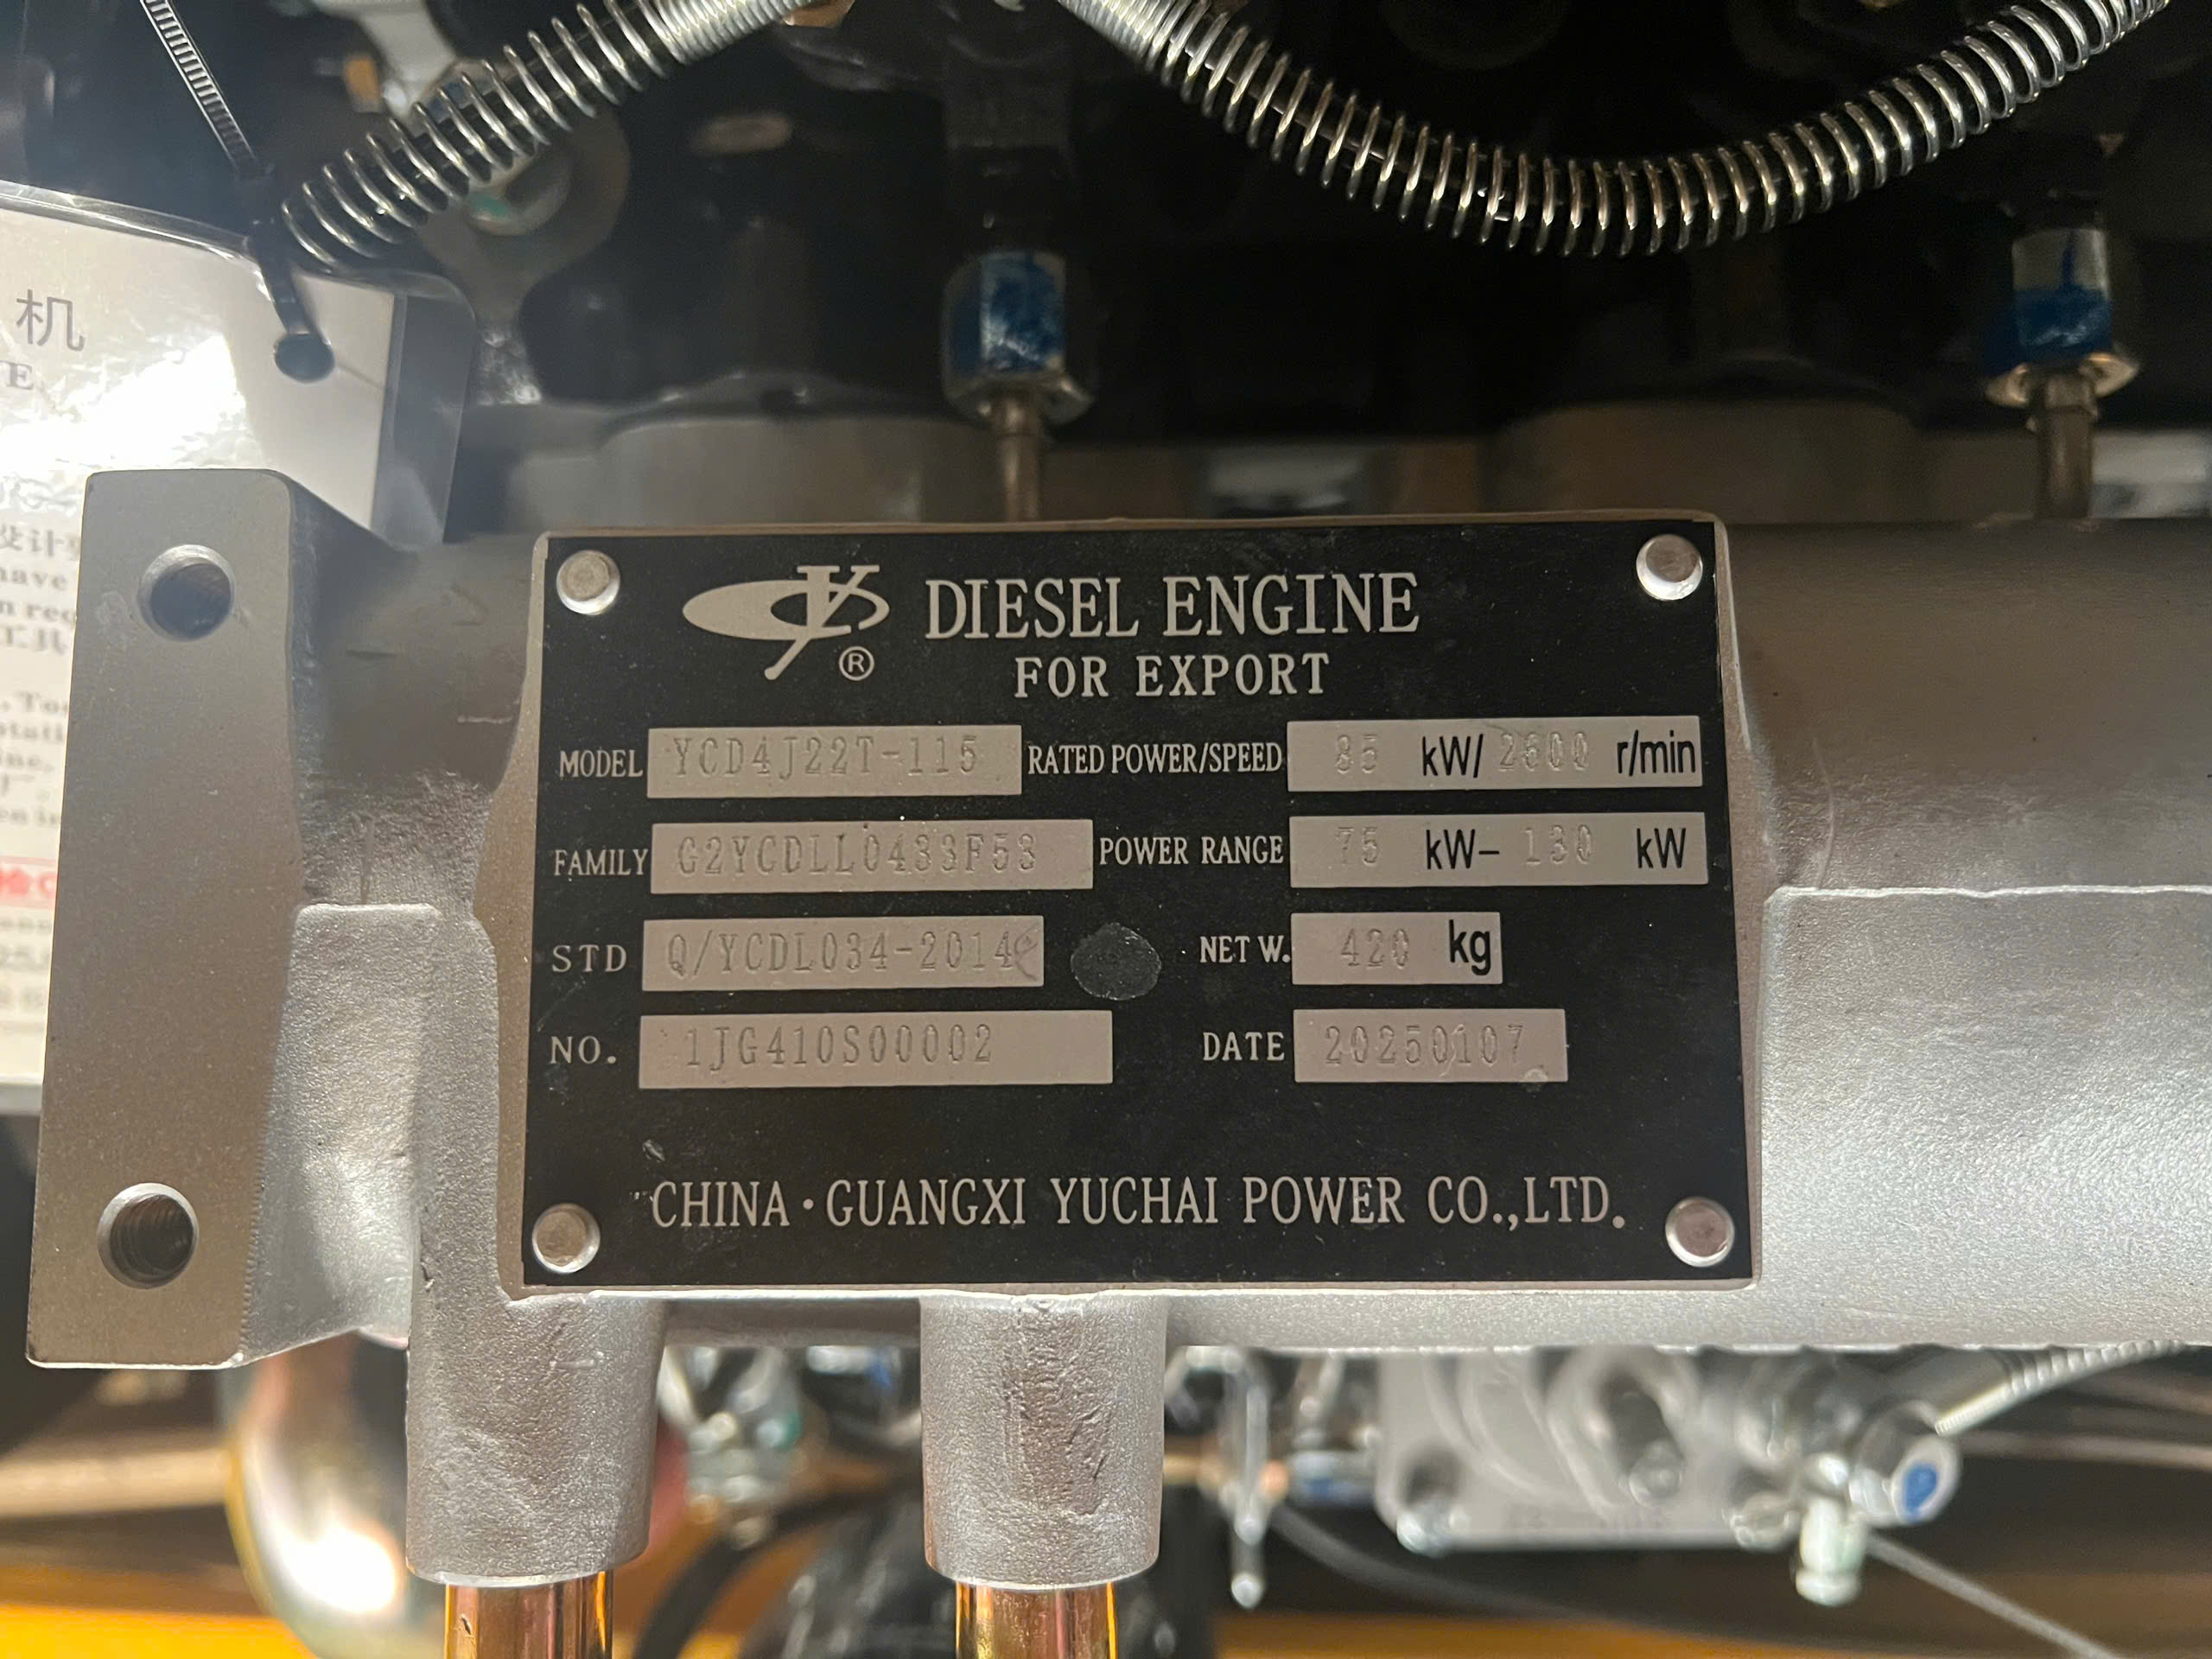 机
DIESEL ENGINE
®
FOR EXPORT
MODEL YCD4J22T-115 RATED POWER/SPEED 85 kW/ 2600 r/min
FAMILY G2YCDLL0433F53 POWER RANGE 75 kW- 130 kW
STD Q/YCDL034-2014 NET W. 420 kg
NO. 1JG410S00002 DATE 20250107
CHINA·GUANGXI YUCHAI POWER CO.,LTD.
have